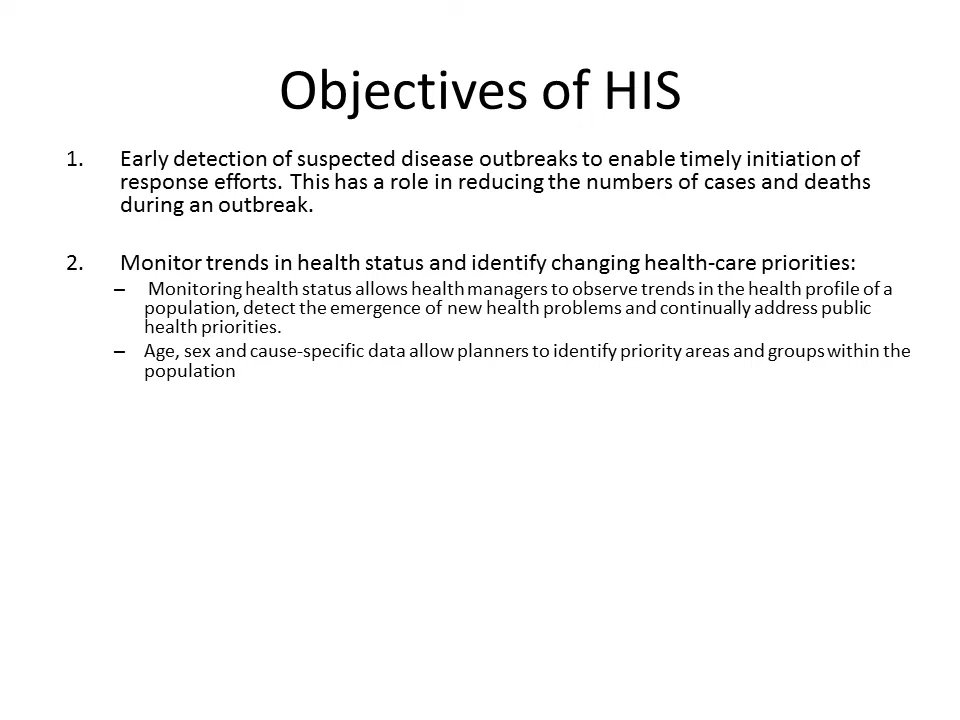 Objectives of HIS
1. Early detection of suspected disease outbreaks to enable timely initiation of
response efforts. This has a role in reducing the numbers of cases and deaths
during an outbreak.
2. Monitor trends in health status and identify changing health-care priorities:
– Monitoring health status allows health managers to observe trends in the health profile of a
population, detect the emergence of new health problems and continually address public
health priorities.
– Age, sex and cause-specific data allow planners to identify priority areas and groups within the
population